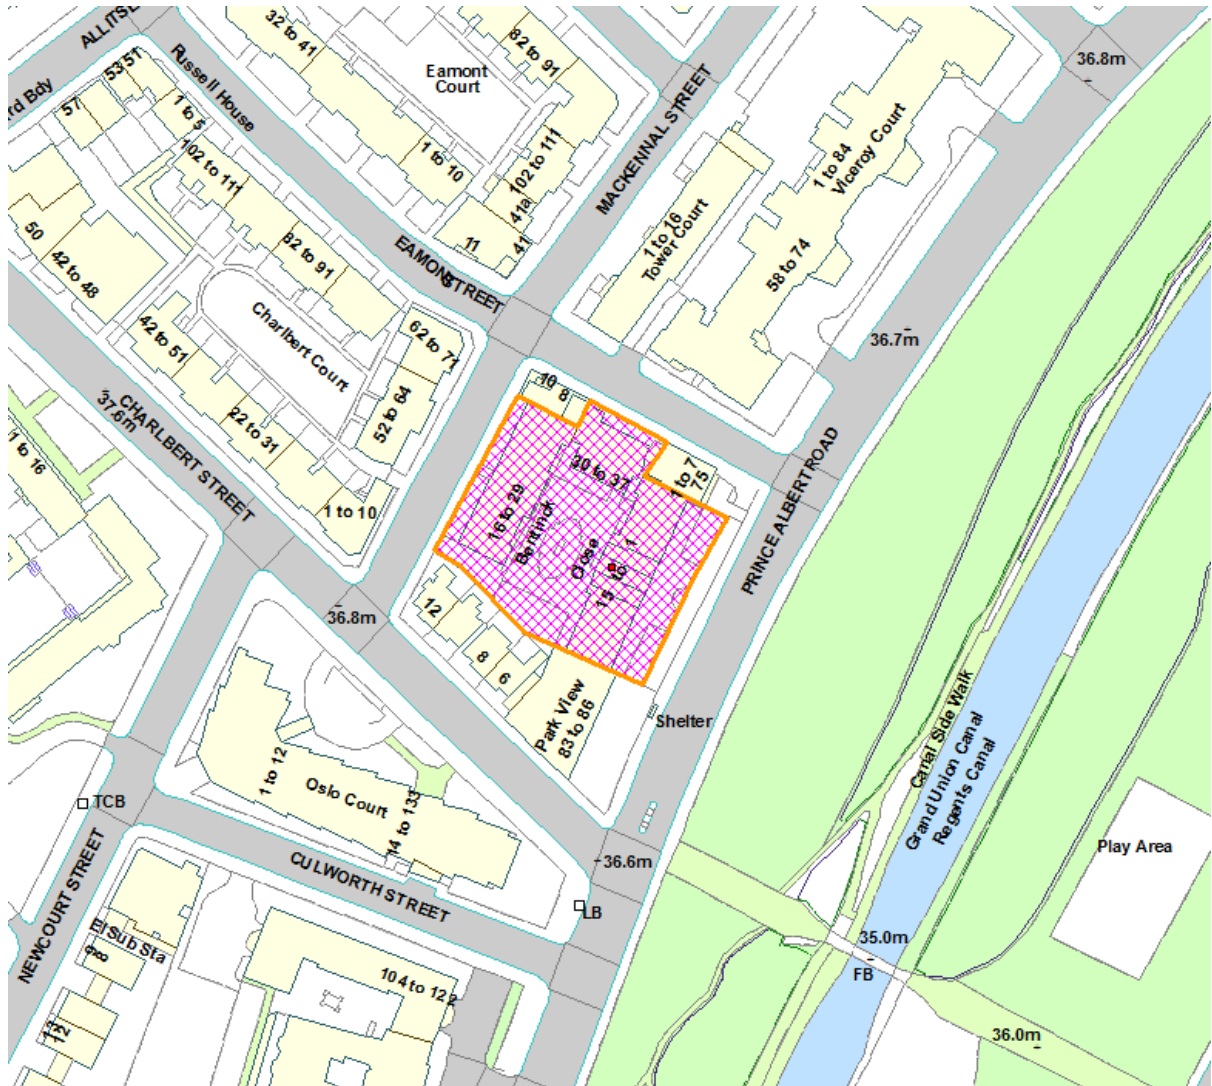 ALLITSE
32 to 41
82 to 91
36.8m
Russell House
53 51
Eamont
Court
MACKENNAL STREET
rd Bdy
57
1 to 5
1 to 10
102 to 111
1 to 84
Viceroy Court
102 to 111
41a
41
11
50
42 to 48
82 to 91
EAMONT STREET
1 to 16
Tower Court
58 to 74
Charlbert Court
42 to 51
62 to 71
36.7m
52 to 64
22 to 31
37.6m
CHARLBERT STREET
1 to 16
1 to 10
10
8
30 to 37
1 to 7
75
16 to 29
Bentinck
Close
15 to 1
PRINCE ALBERT ROAD
36.8m
12
8
6
Park View
83 to 86
Shelter
Canal Side Walk
Grand Union Canal
Regents Canal
1 to 12
Oslo Court
14 to 133
TCB
CULWORTH STREET
36.6m
Play Area
LB
NEWCOURT STREET
El Sub Sta
35.0m
FB
104 to 122
36.0m
12